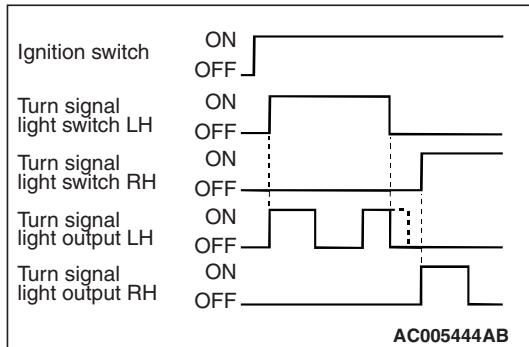 Ignition switch
ON
OFF
Turn signal
light switch LH
ON
OFF
Turn signal
light switch RH
ON
OFF
Turn signal
light output LH
ON
OFF
Turn signal
light output RH
ON
OFF
AC005444AB